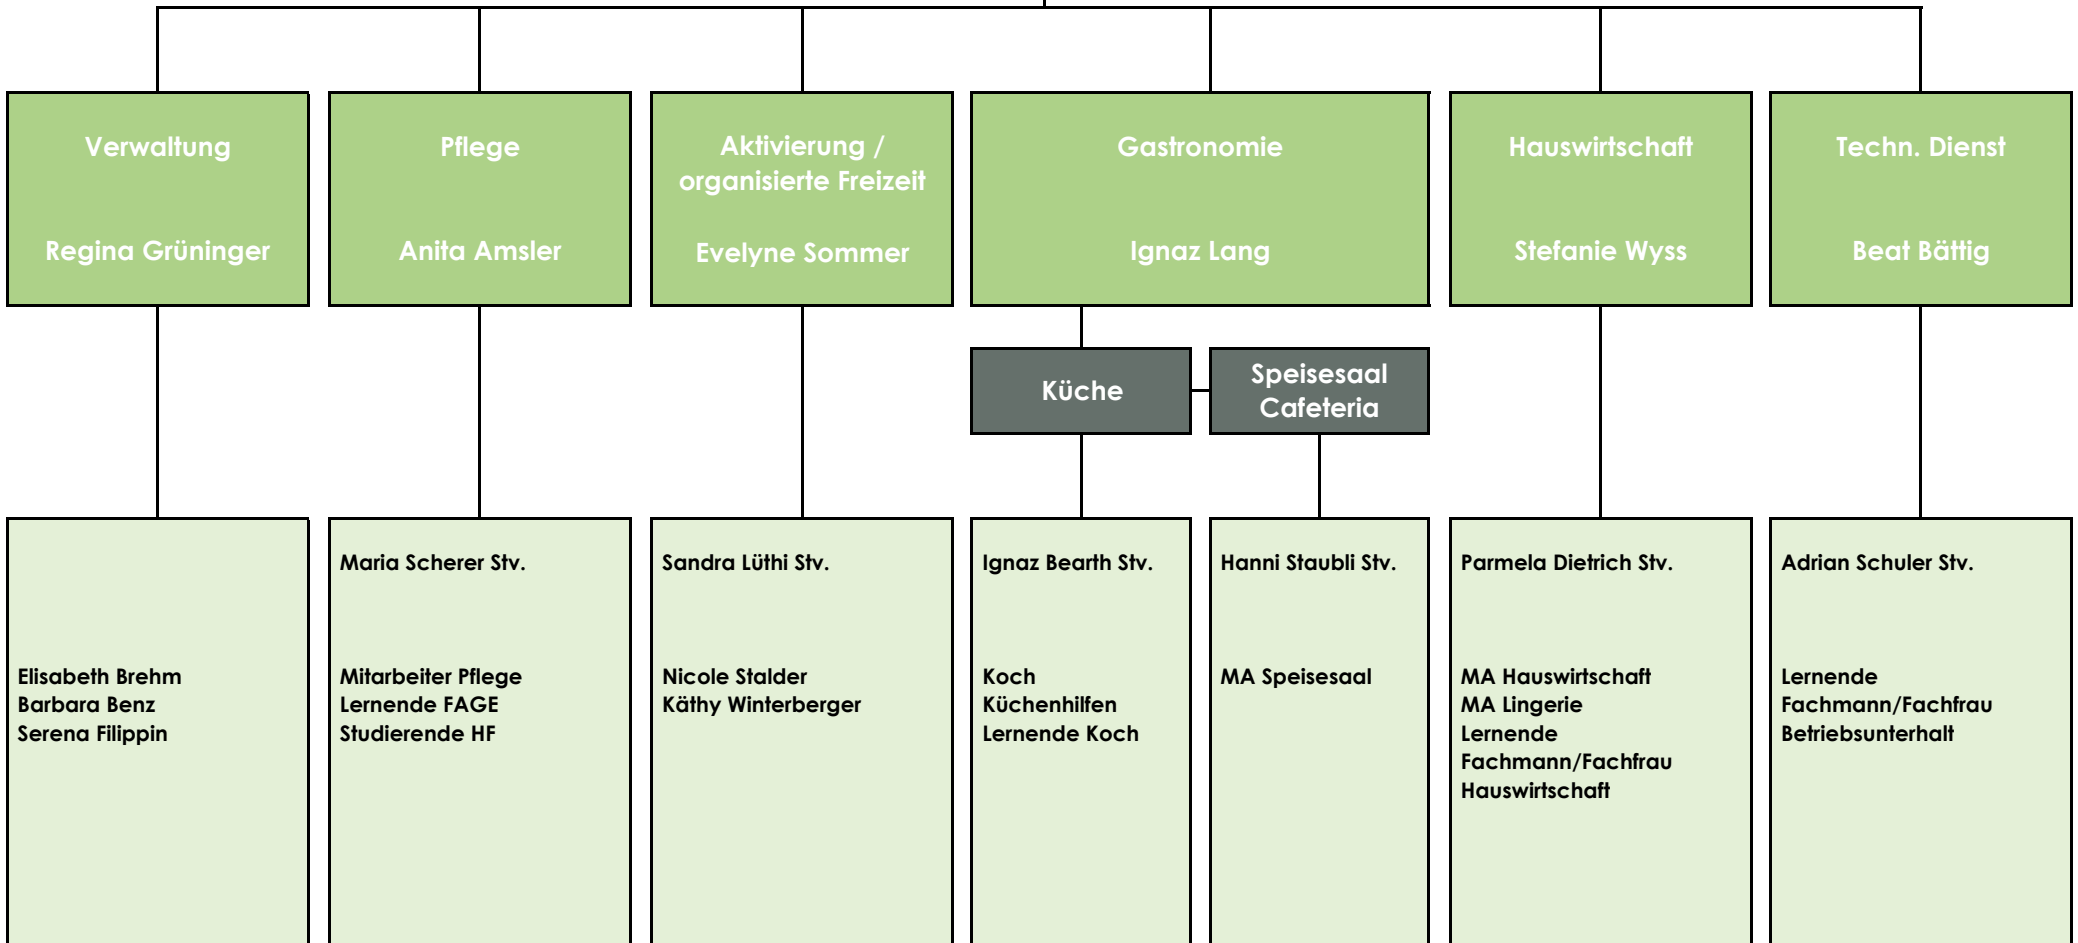 Verwaltung
Regina Grüninger
Pflege
Anita Amsler
Aktivierung /
organisierte Freizeit
Evelyne Sommer
Gastronomie
Ignaz Lang
Hauswirtschaft
Stefanie Wyss
Techn. Dienst
Beat Bättig
Küche
Speisesaal
Cafeteria
Elisabeth Brehm
Barbara Benz
Serena Filippin
Maria Scherer Stv.
Mitarbeiter Pflege
Lernende FAGE
Studierende HF
Sandra Lüthi Stv.
Nicole Stalder
Käthy Winterberger
Ignaz Bearth Stv.
Koch
Küchenhilfen
Lernende Koch
Hanni Staubli Stv.
MA Speisesaal
Parmela Dietrich Stv.
MA Hauswirtschaft
MA Lingerie
Lernende
Fachmann/Fachfrau
Hauswirtschaft
Adrian Schuler Stv.
Lernende
Fachmann/Fachfrau
Betriebsunterhalt